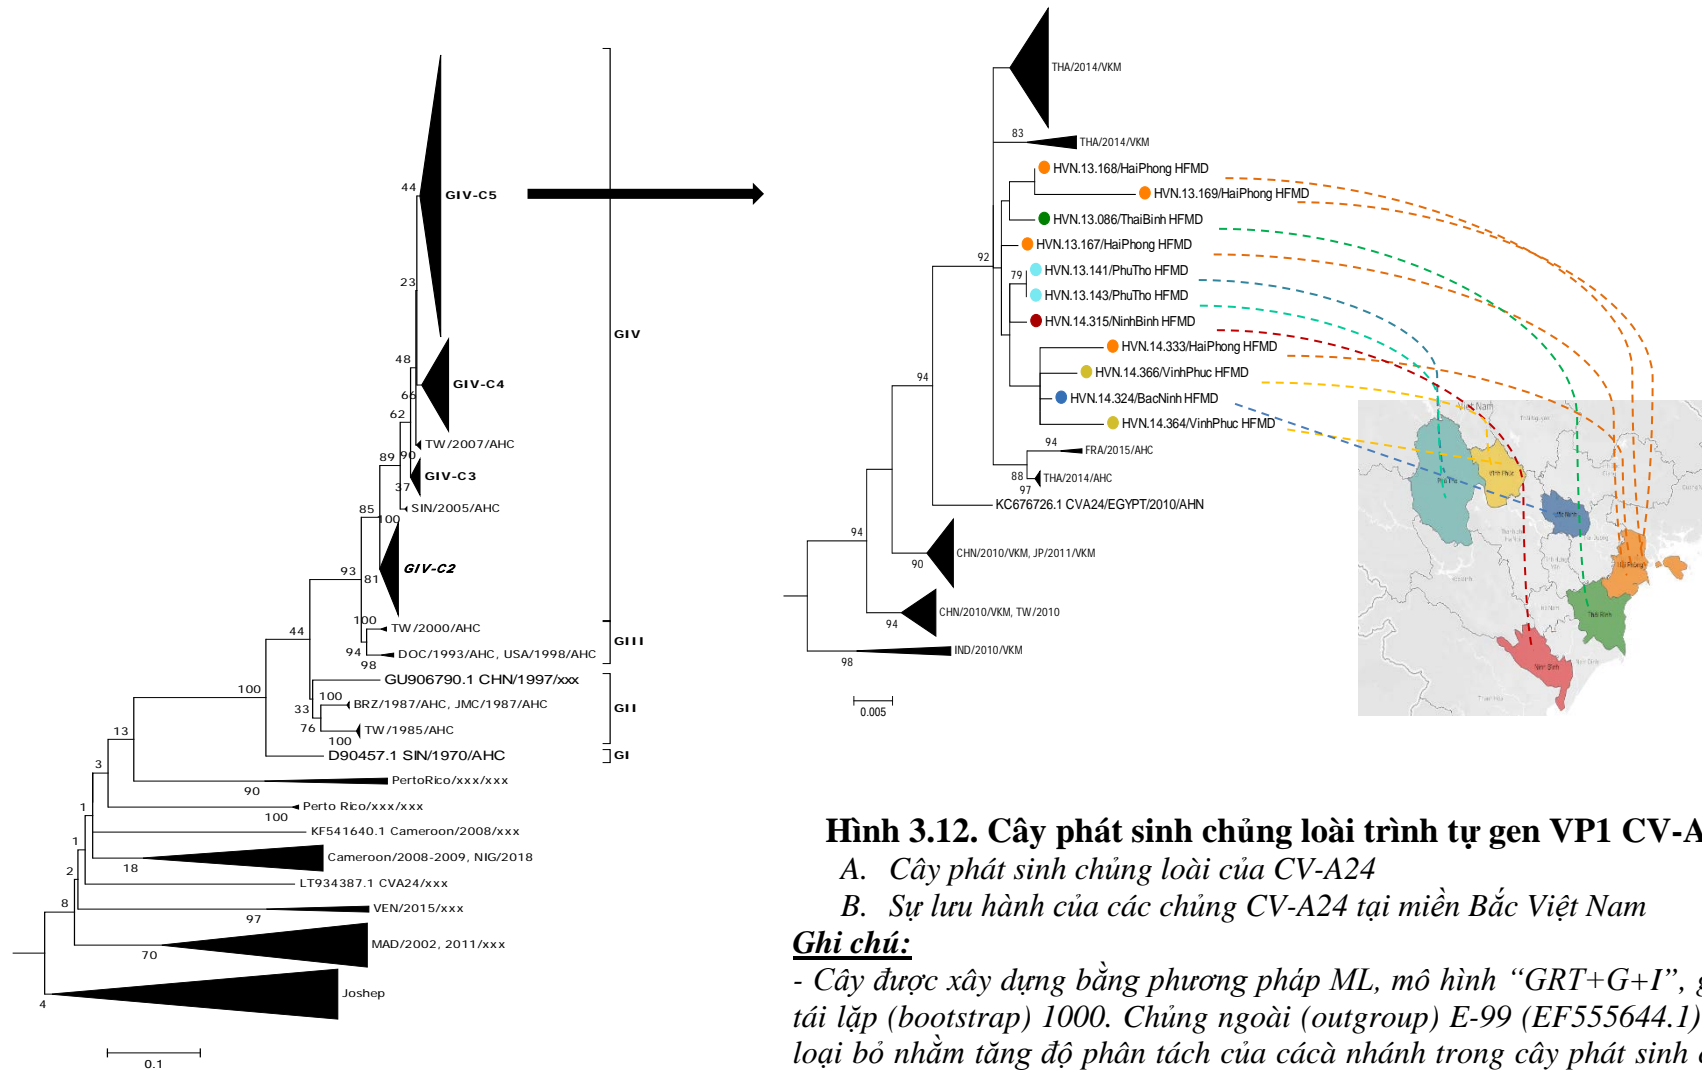 44
GIV-C5
23
48
GIV-C4
66
62
TW/2007/AHC
89
90
GIV-C3
37
SIN/2005/AHC
85
100
GIV-C2
93
81
100
TW/2000/AHC
44
94
DOC/1993/AHC, USA/1998/AHC
98
GU906790.1 CHN/1997/xxx
100
100
BRZ/1987/AHC, JMC/1987/AHC
33
76
TW/1985/AHC
100
D90457.1 SIN/1970/AHC
GIV
GIII
GII
GI
13
3
PertoRico/xxx/xxx
90
Perto Rico/xxx/xxx
100
1
KF541640.1 Cameroon/2008/xxx
1
Cameroon/2008-2009, NIG/2018
18
2
LT934387.1 CVA24/xxx
VEN/2015/xxx
97
8
MAD/2002, 2011/xxx
70
Joshep
4
0.1
THA/2014/VKM
83
THA/2014/VKM
HVN.13.168/HaiPhong HFMD
HVN.13.169/HaiPhong HFMD
HVN.13.086/ThaiBinh HFMD
HVN.13.167/HaiPhong HFMD
92
79
HVN.13.141/PhuTho HFMD
HVN.13.143/PhuTho HFMD
HVN.14.315/NinhBinh HFMD
HVN.14.333/HaiPhong HFMD
HVN.14.366/VinhPhuc HFMD
94
HVN.14.324/BacNinh HFMD
HVN.14.364/VinhPhuc HFMD
94
FRA/2015/AHC
88
THA/2014/AHC
97
KC676726.1 CVA24/EGYPT/2010/AHN
94
CHN/2010/VKM, JP/2011/VKM
90
CHN/2010/VKM, TW/2010
94
IND/2010/VKM
98
0.005
Việt Nam
Phú Thọ
Vĩnh Phúc
Bắc Ninh
Hải Phòng
Thái Bình
Ninh Bình
Hình 3.12. Cây phát sinh chủng loài trình tự gen VP1 CV-A
A. Cây phát sinh chủng loài của CV-A24
B. Sự lưu hành của các chủng CV-A24 tại miền Bắc Việt Nam
Ghi chú:
- Cây được xây dựng bằng phương pháp ML, mô hình “GRT+G+I”, g
tái lặp (bootstrap) 1000. Chủng ngoài (outgroup) E-99 (EF555644.1)
loại bỏ nhằm tăng độ phân tách của cácà nhánh trong cây phát sinh c